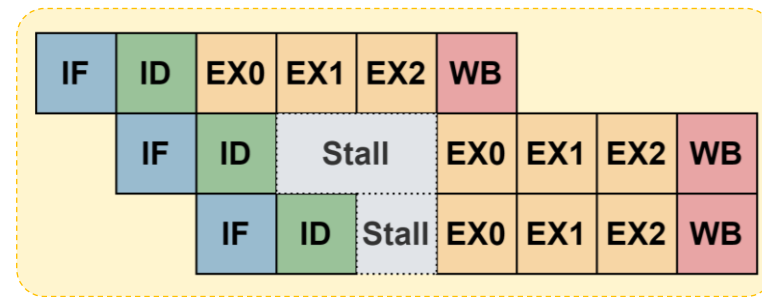 IF ID EX0 EX1 EX2 WB
IF ID Stall EX0 EX1 EX2 WB
IF ID Stall EX0 EX1 EX2 WB